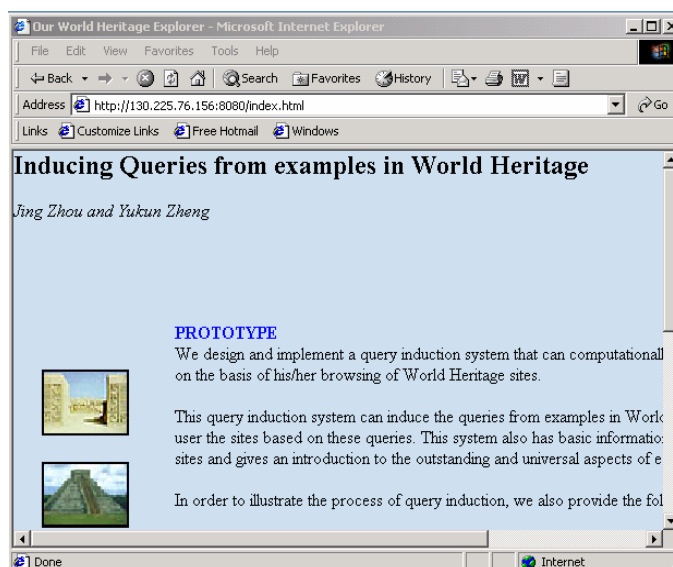 Our World Heritage Explorer - Microsoft Internet Explorer
File Edit View Favorites Tools Help
Back Search Favorites History
Address http://130.225.76.156:8080/index.html Go
Links Customize Links Free Hotmail Windows
Inducing Queries from examples in World Heritage
Jing Zhou and Yukun Zheng
PROTOTYPE
We design and implement a query induction system that can computationall
on the basis of his/her browsing of World Heritage sites.
This query induction system can induce the queries from examples in Worl
user the sites based on these queries. This system also has basic informatio
sites and gives an introduction to the outstanding and universal aspects of e
In order to illustrate the process of query induction, we also provide the fol
Done Internet